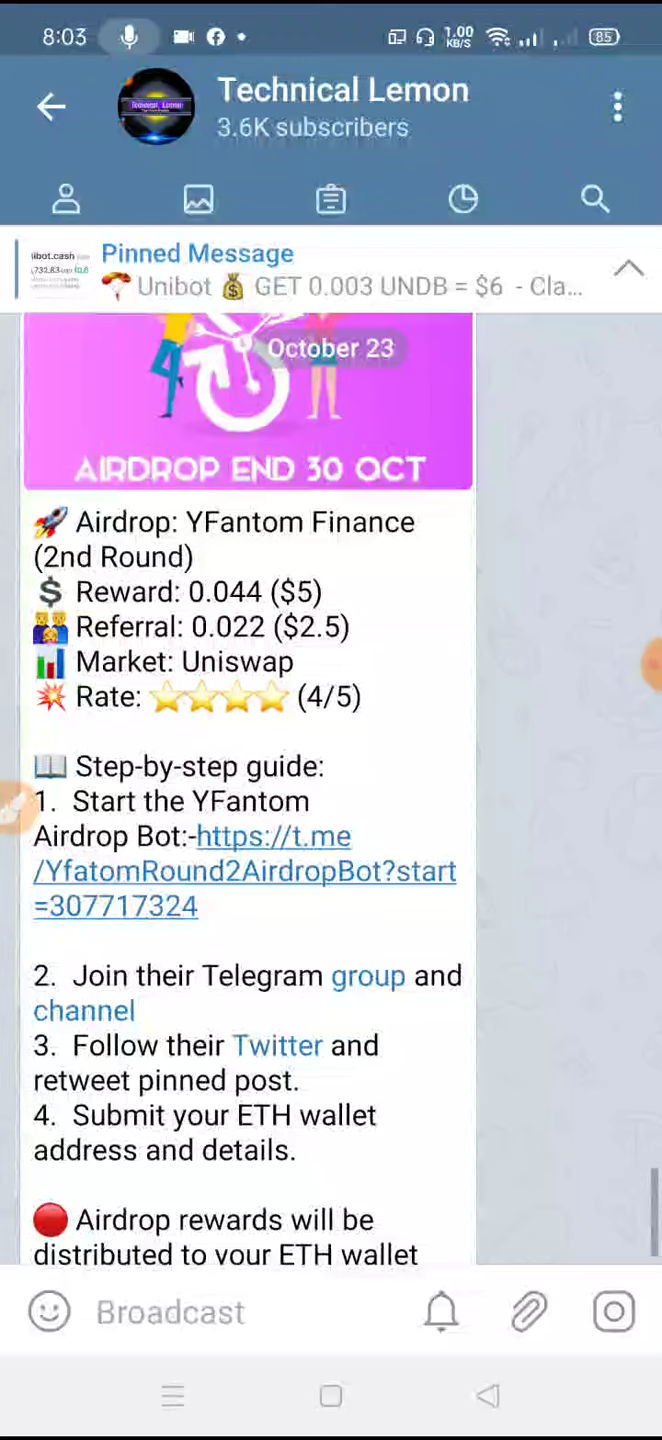 8:03
1.00
KB/S
85
Technical Lemon
3.6K subscribers
Pinned Message
Unibot 💰 GET 0.003 UNDB = $6 - Cla...
October 23
AIRDROP END 30 OCT
🚀 Airdrop: YFantom Finance
(2nd Round)
💲 Reward: 0.044 ($5)
👨‍👩‍👦 Referral: 0.022 ($2.5)
📊 Market: Uniswap
💥 Rate: ⭐⭐⭐⭐ (4/5)
📖 Step-by-step guide:
1. Start the YFantom
Airdrop Bot:-https://t.me
/YfatomRound2AirdropBot?start
=307717324
2. Join their Telegram group and
channel
3. Follow their Twitter and
retweet pinned post.
4. Submit your ETH wallet
address and details.
🔴 Airdrop rewards will be
distributed to your ETH wallet
Broadcast